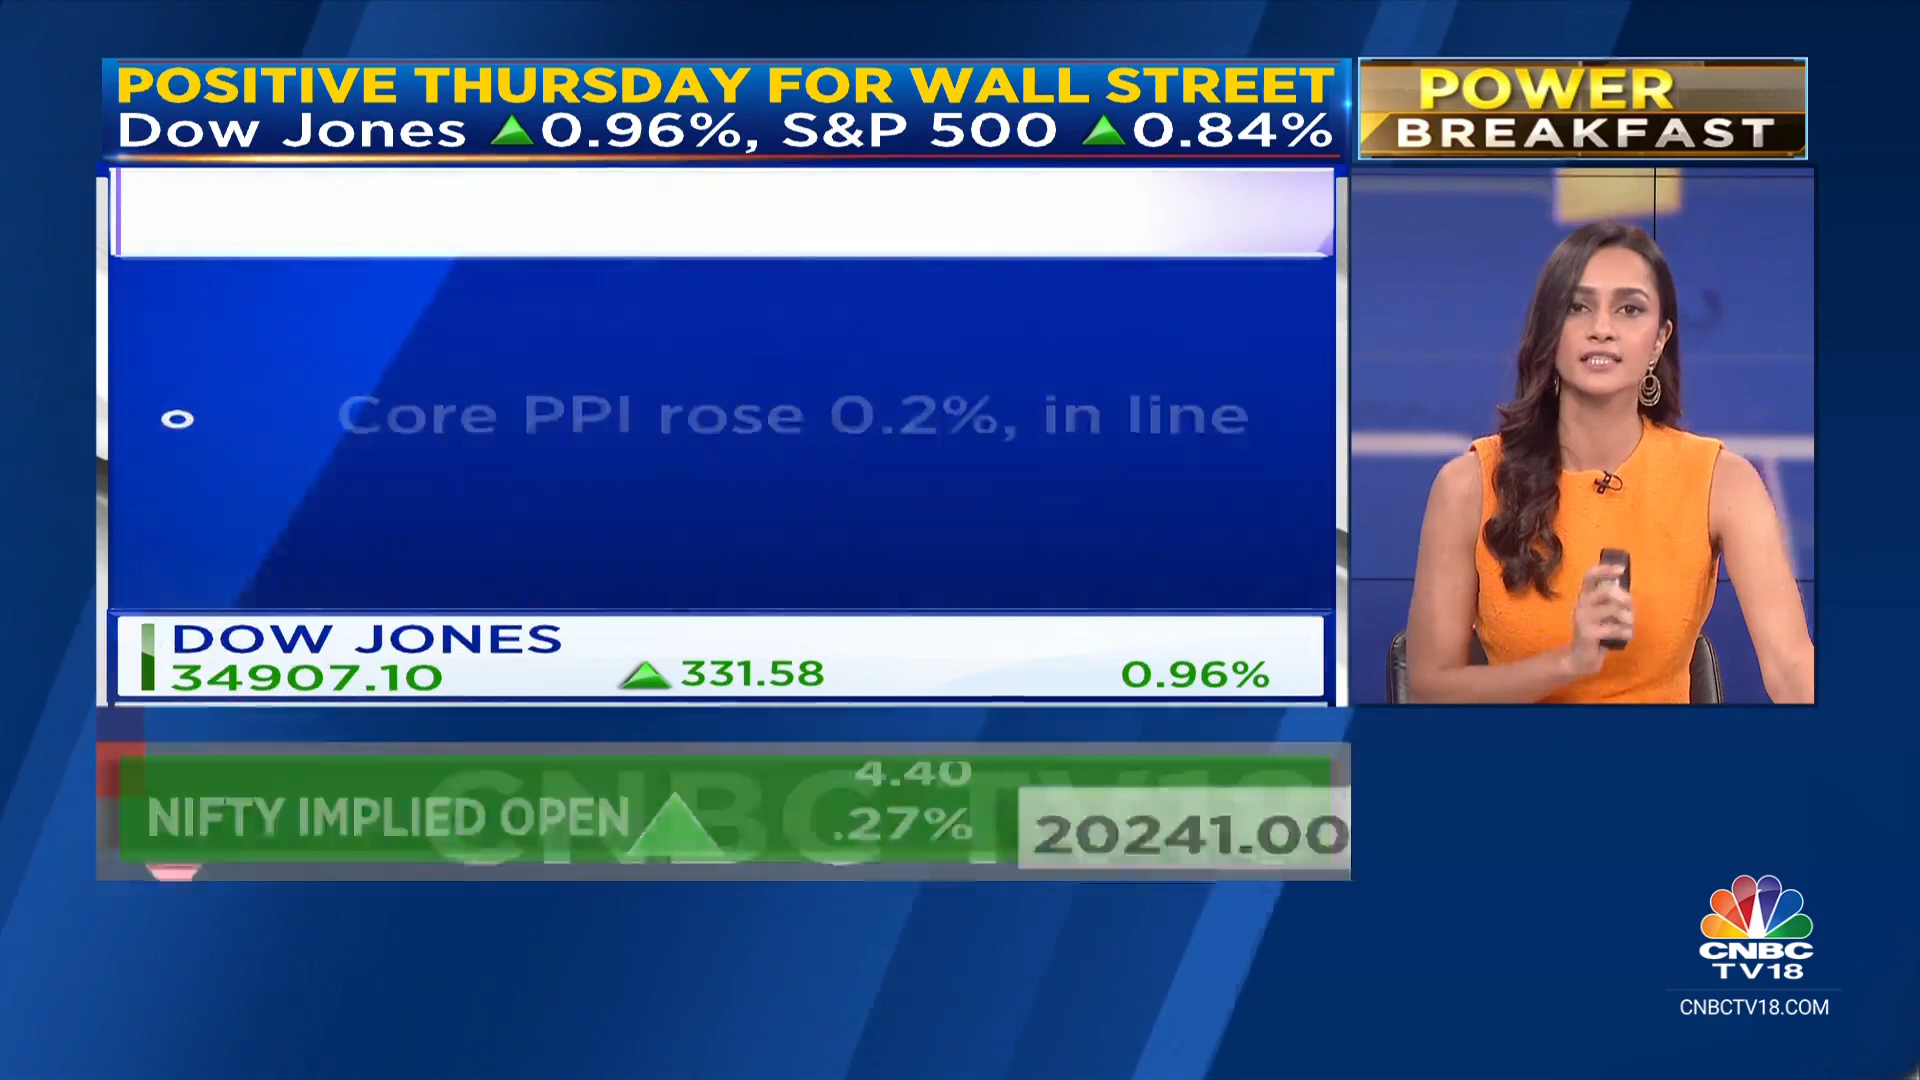 POSITIVE THURSDAY FOR WALL STREET
Dow Jones ▲0.96%, S&P 500 ▲0.84%
POWER
BREAKFAST
Core PPI rose 0.2%, in line
DOW JONES
34907.10 ▲331.58 0.96%
CNBC TV18
NIFTY IMPLIED OPEN
4.40
.27%
20241.00
CNBC
TV18
CNBCTV18.COM